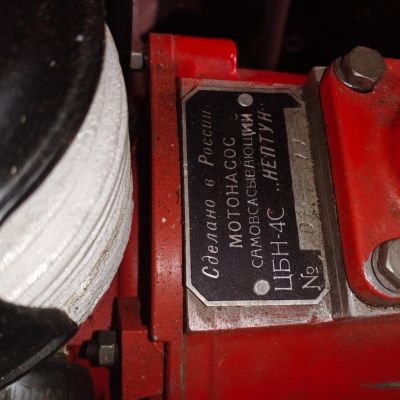 Сделано в России
МОТОНАСОС
САМОВСАСЫВАЮЩИЙ
ЦБН-4С „НЕПТУН"
№